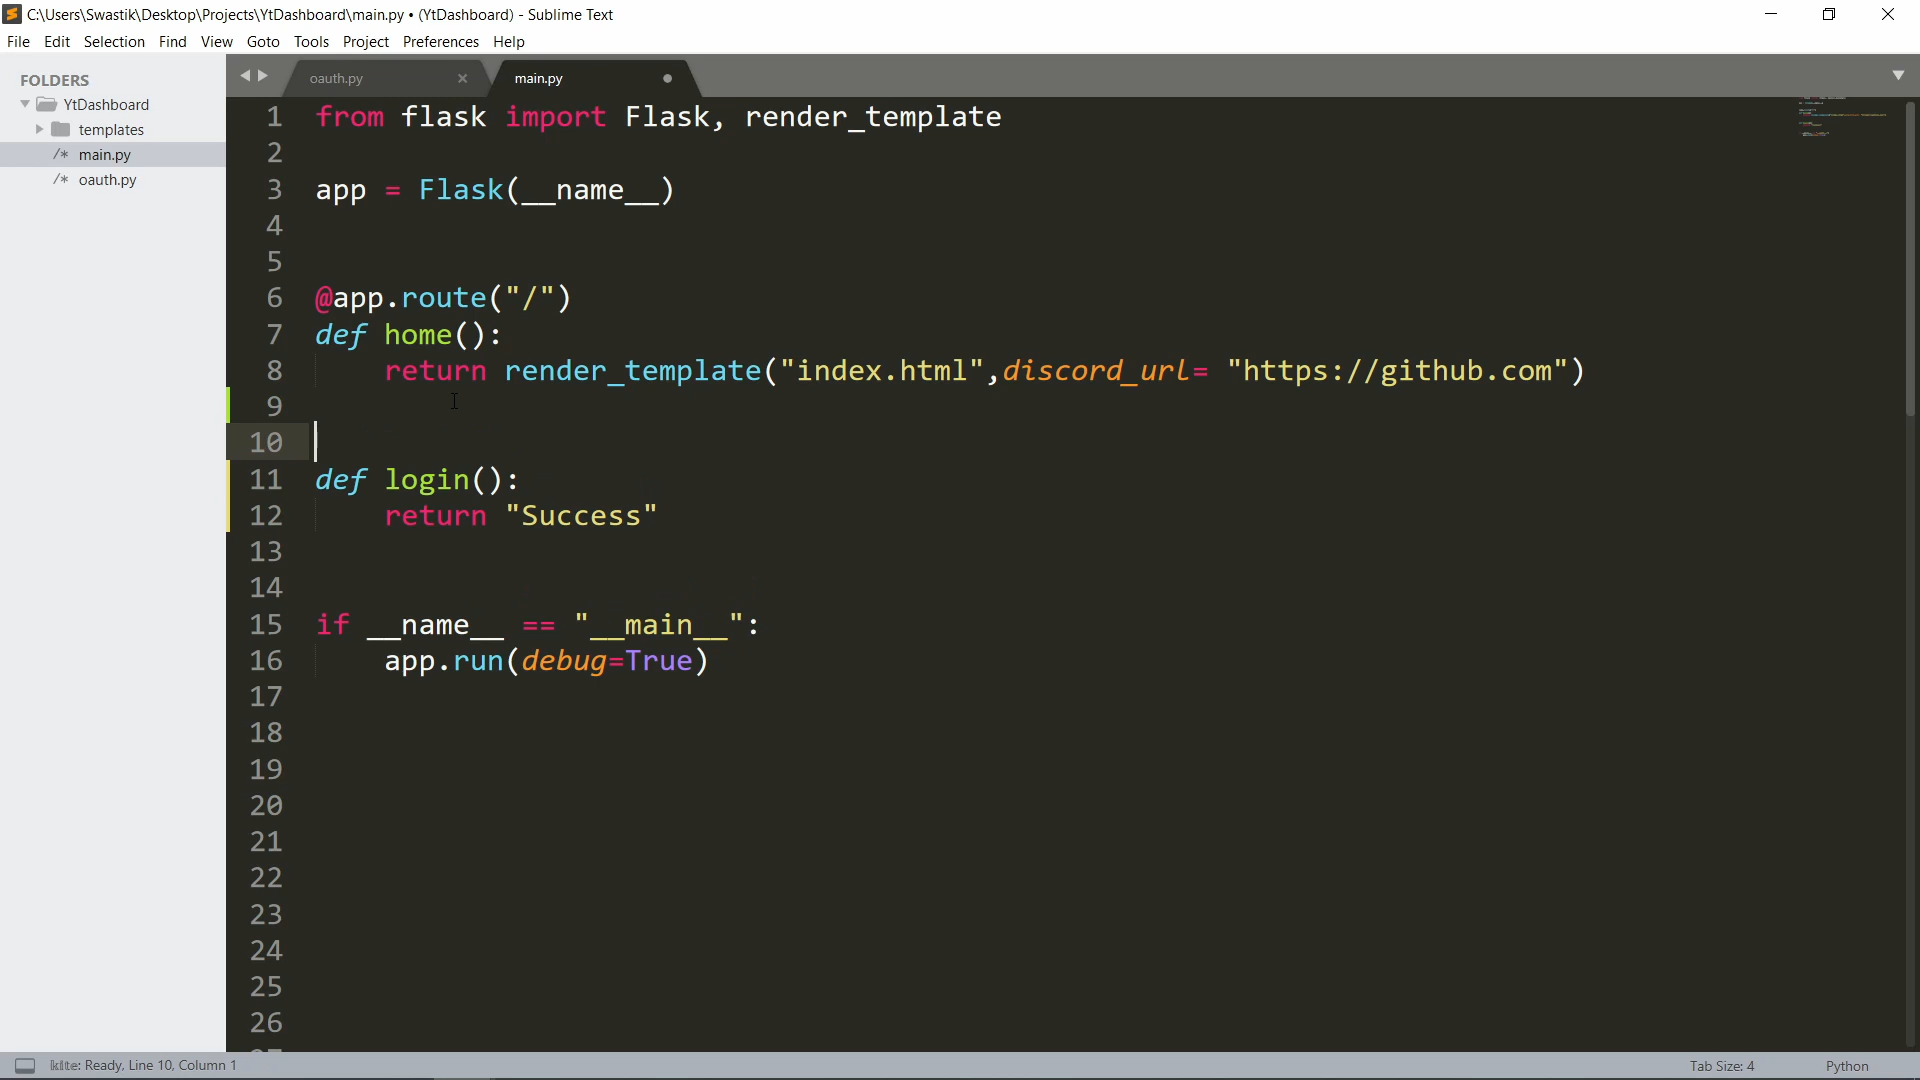 C:\Users\Swastik\Desktop\Projects\YtDashboard\main.py • (YtDashboard) - Sublime Text
File Edit Selection Find View Goto Tools Project Preferences Help
FOLDERS
YtDashboard
templates
/* main.py
/* oauth.py
oauth.py × main.py
1 from flask import Flask, render_template
2
3 app = Flask(__name__)
4
5
6 @app.route("/")
7 def home():
8 return render_template("index.html",discord_url= "https://github.com")
9
10
11 def login():
12 return "Success"
13
14
15 if __name__ == "__main__":
16 app.run(debug=True)
17
18
19
20
21
22
23
24
25
26
kite: Ready, Line 10, Column 1
Tab Size: 4
Python